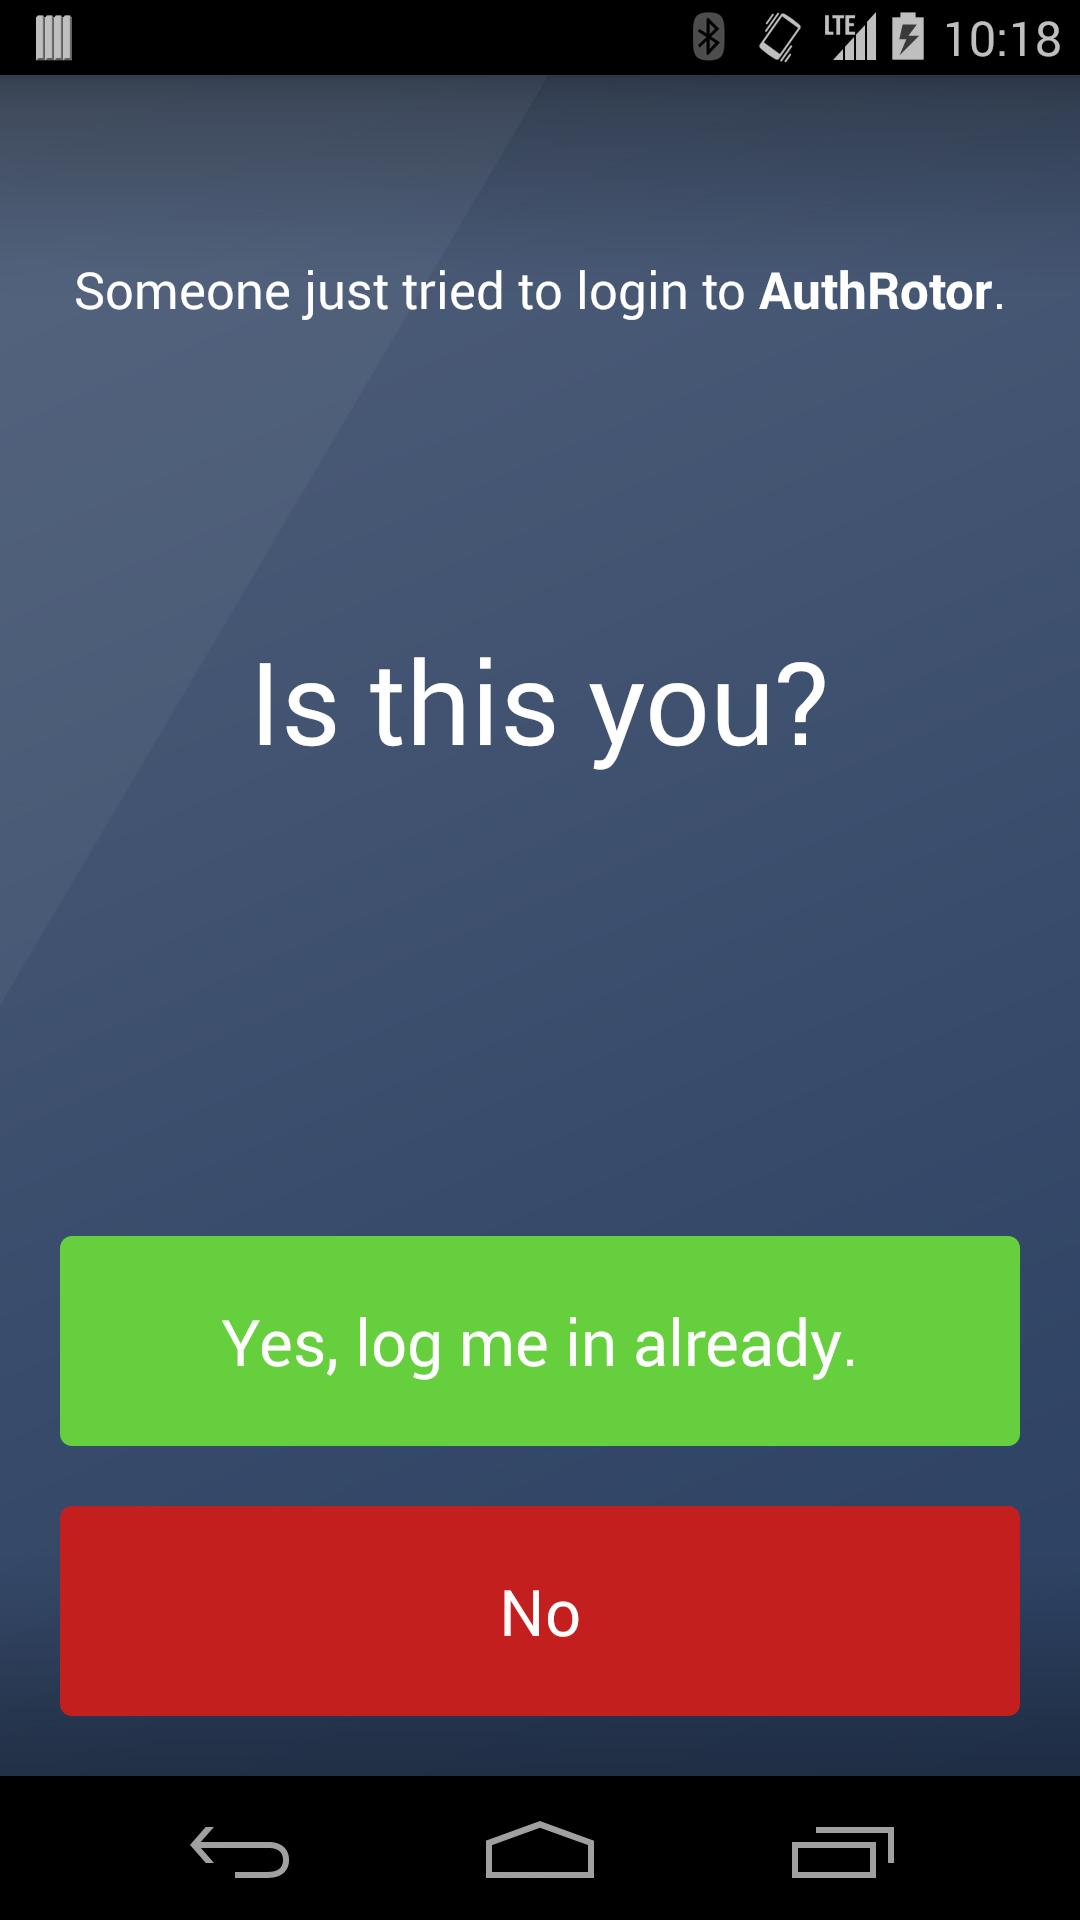 LTE 10:18
Someone just tried to login to AuthRotor.
Is this you?
Yes, log me in already.
No